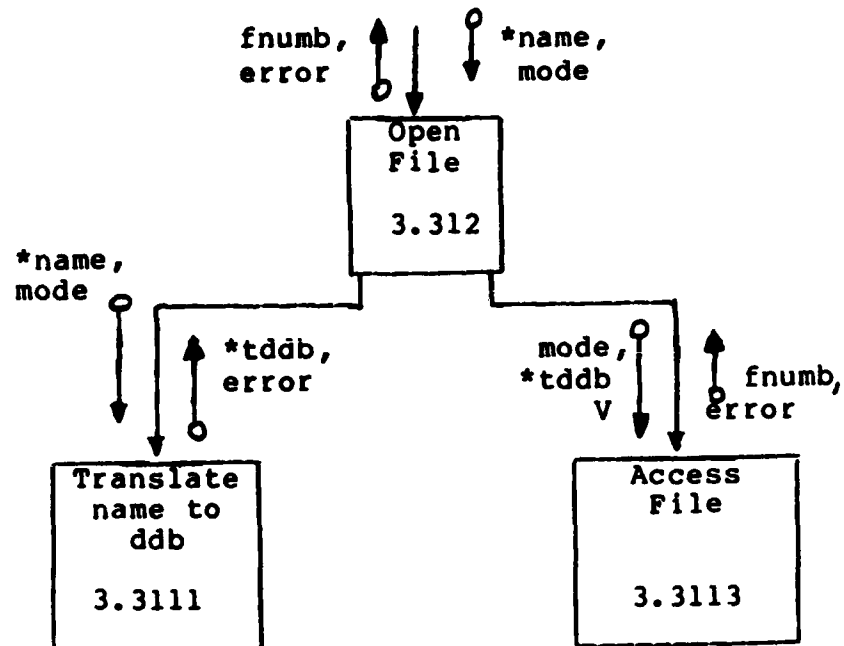 fnumb,
error
*name,
mode
Open
File
3.312
*name,
mode
*tddb,
error
mode,
*tddb
V
fnumb,
error
Translate
name to
ddb
3.3111
Access
File
3.3113